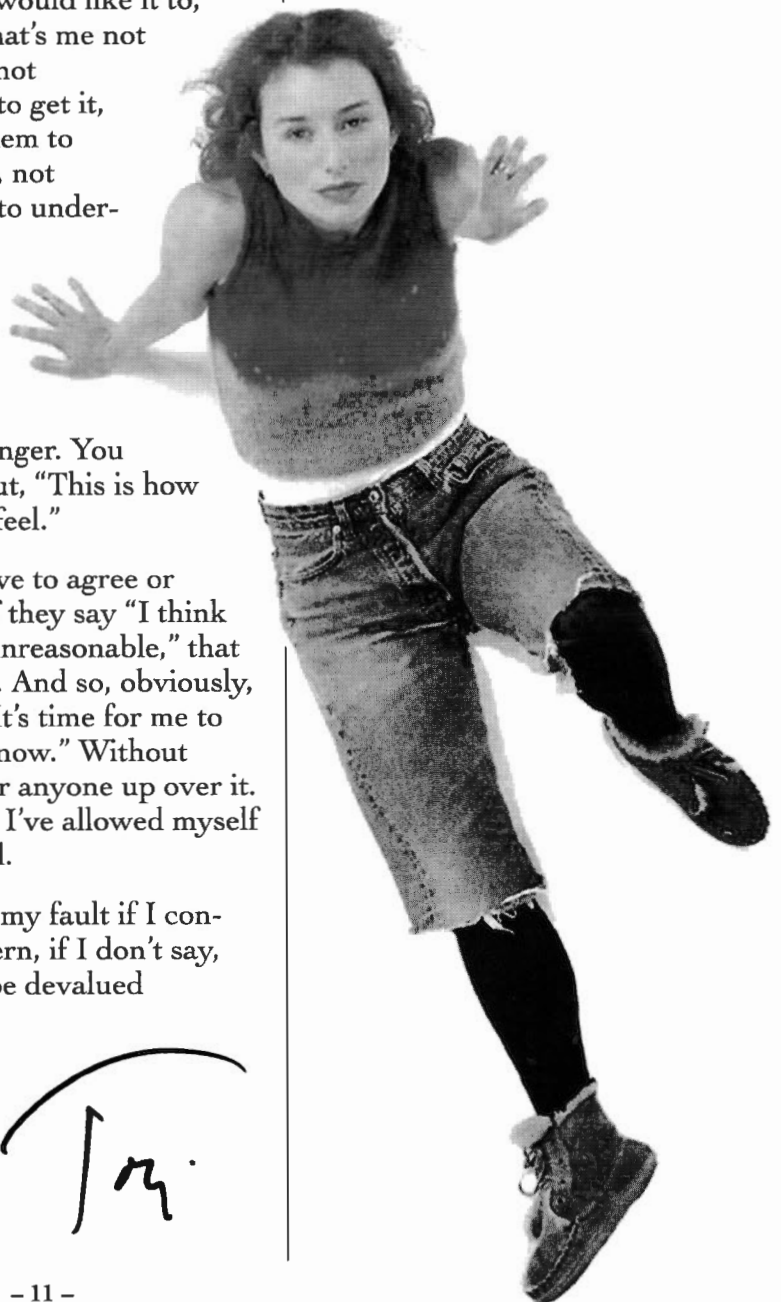 would like it to,
hat's me not
not
to get it,
em to
, not
to under-
nger. You
ut, "This is how
feel."
ve to agree or
f they say "I think
unreasonable," that
. And so, obviously,
It's time for me to
now." Without
r anyone up over it.
I've allowed myself
l.
my fault if I con-
ern, if I don't say,
be devalued
Tori
– 11 –